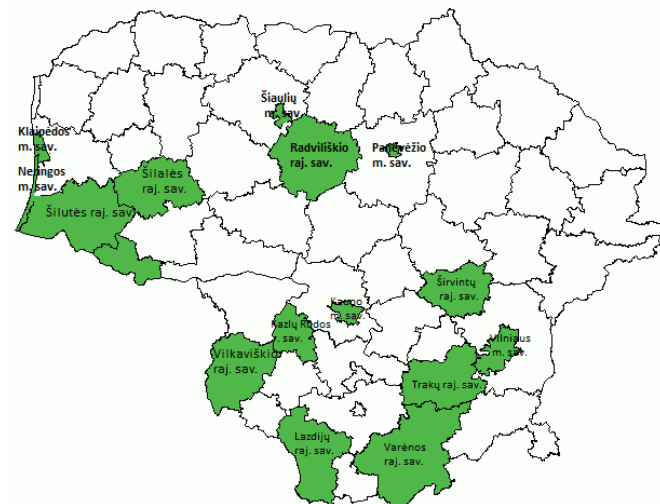 Šiaulių
m. sav.
Klaipėdos
m. sav.
Radviliškio
raj. sav.
Panevėžio
m. sav.
Neringos
m. sav.
Šilalės
raj. sav.
Šilutės raj. sav.
Širvintų
raj. sav.
Kauno
m. sav.
Kazlų Rūdos
sav.
Vilniaus
m. sav.
Vilkaviškio
raj. sav.
Trakų raj. sav.
Lazdijų
raj. sav.
Varėnos
raj. sav.